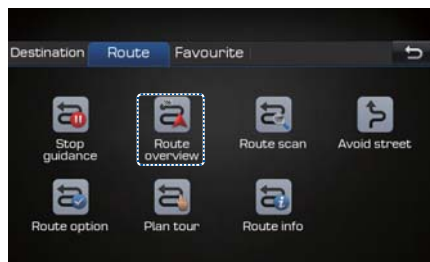 Destination Route Favourite
Stop
guidance
Route
overview
Route scan
Avoid street
Route option
Plan tour
Route info